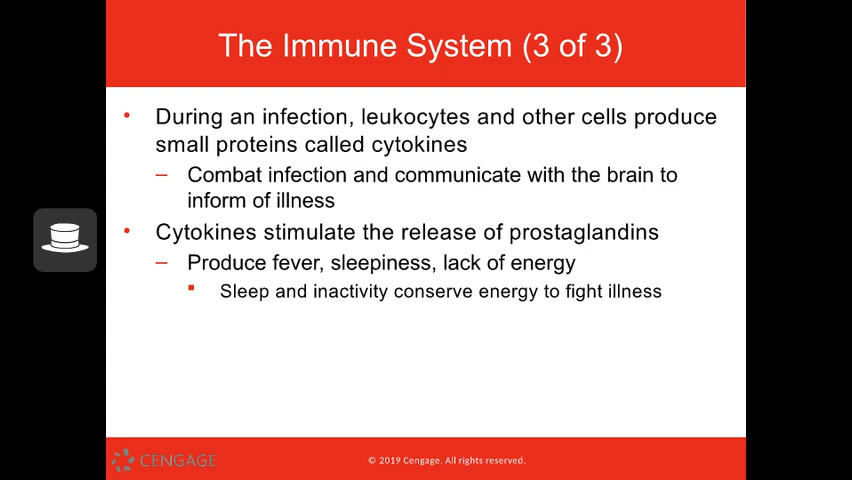 The Immune System (3 of 3)
• During an infection, leukocytes and other cells produce
small proteins called cytokines
– Combat infection and communicate with the brain to
inform of illness
• Cytokines stimulate the release of prostaglandins
– Produce fever, sleepiness, lack of energy
▪ Sleep and inactivity conserve energy to fight illness
CENGAGE
© 2019 Cengage. All rights reserved.